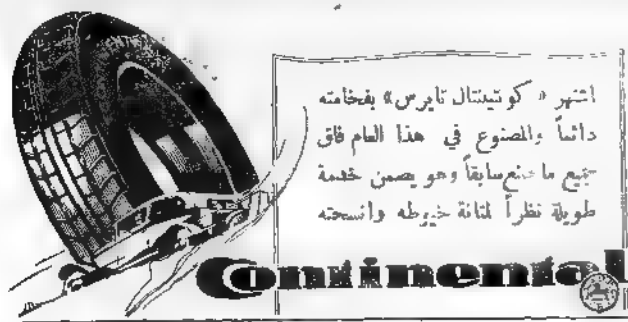 اشتهر « كونتيننتال تايرس» بفخامته
دائماً والمصنوع في هذا العام فاق
جميع ما صنع سابقاً وهو يضمن خدمة
طويلة نظراً لمتانة خيوطه وانسجته
Continental